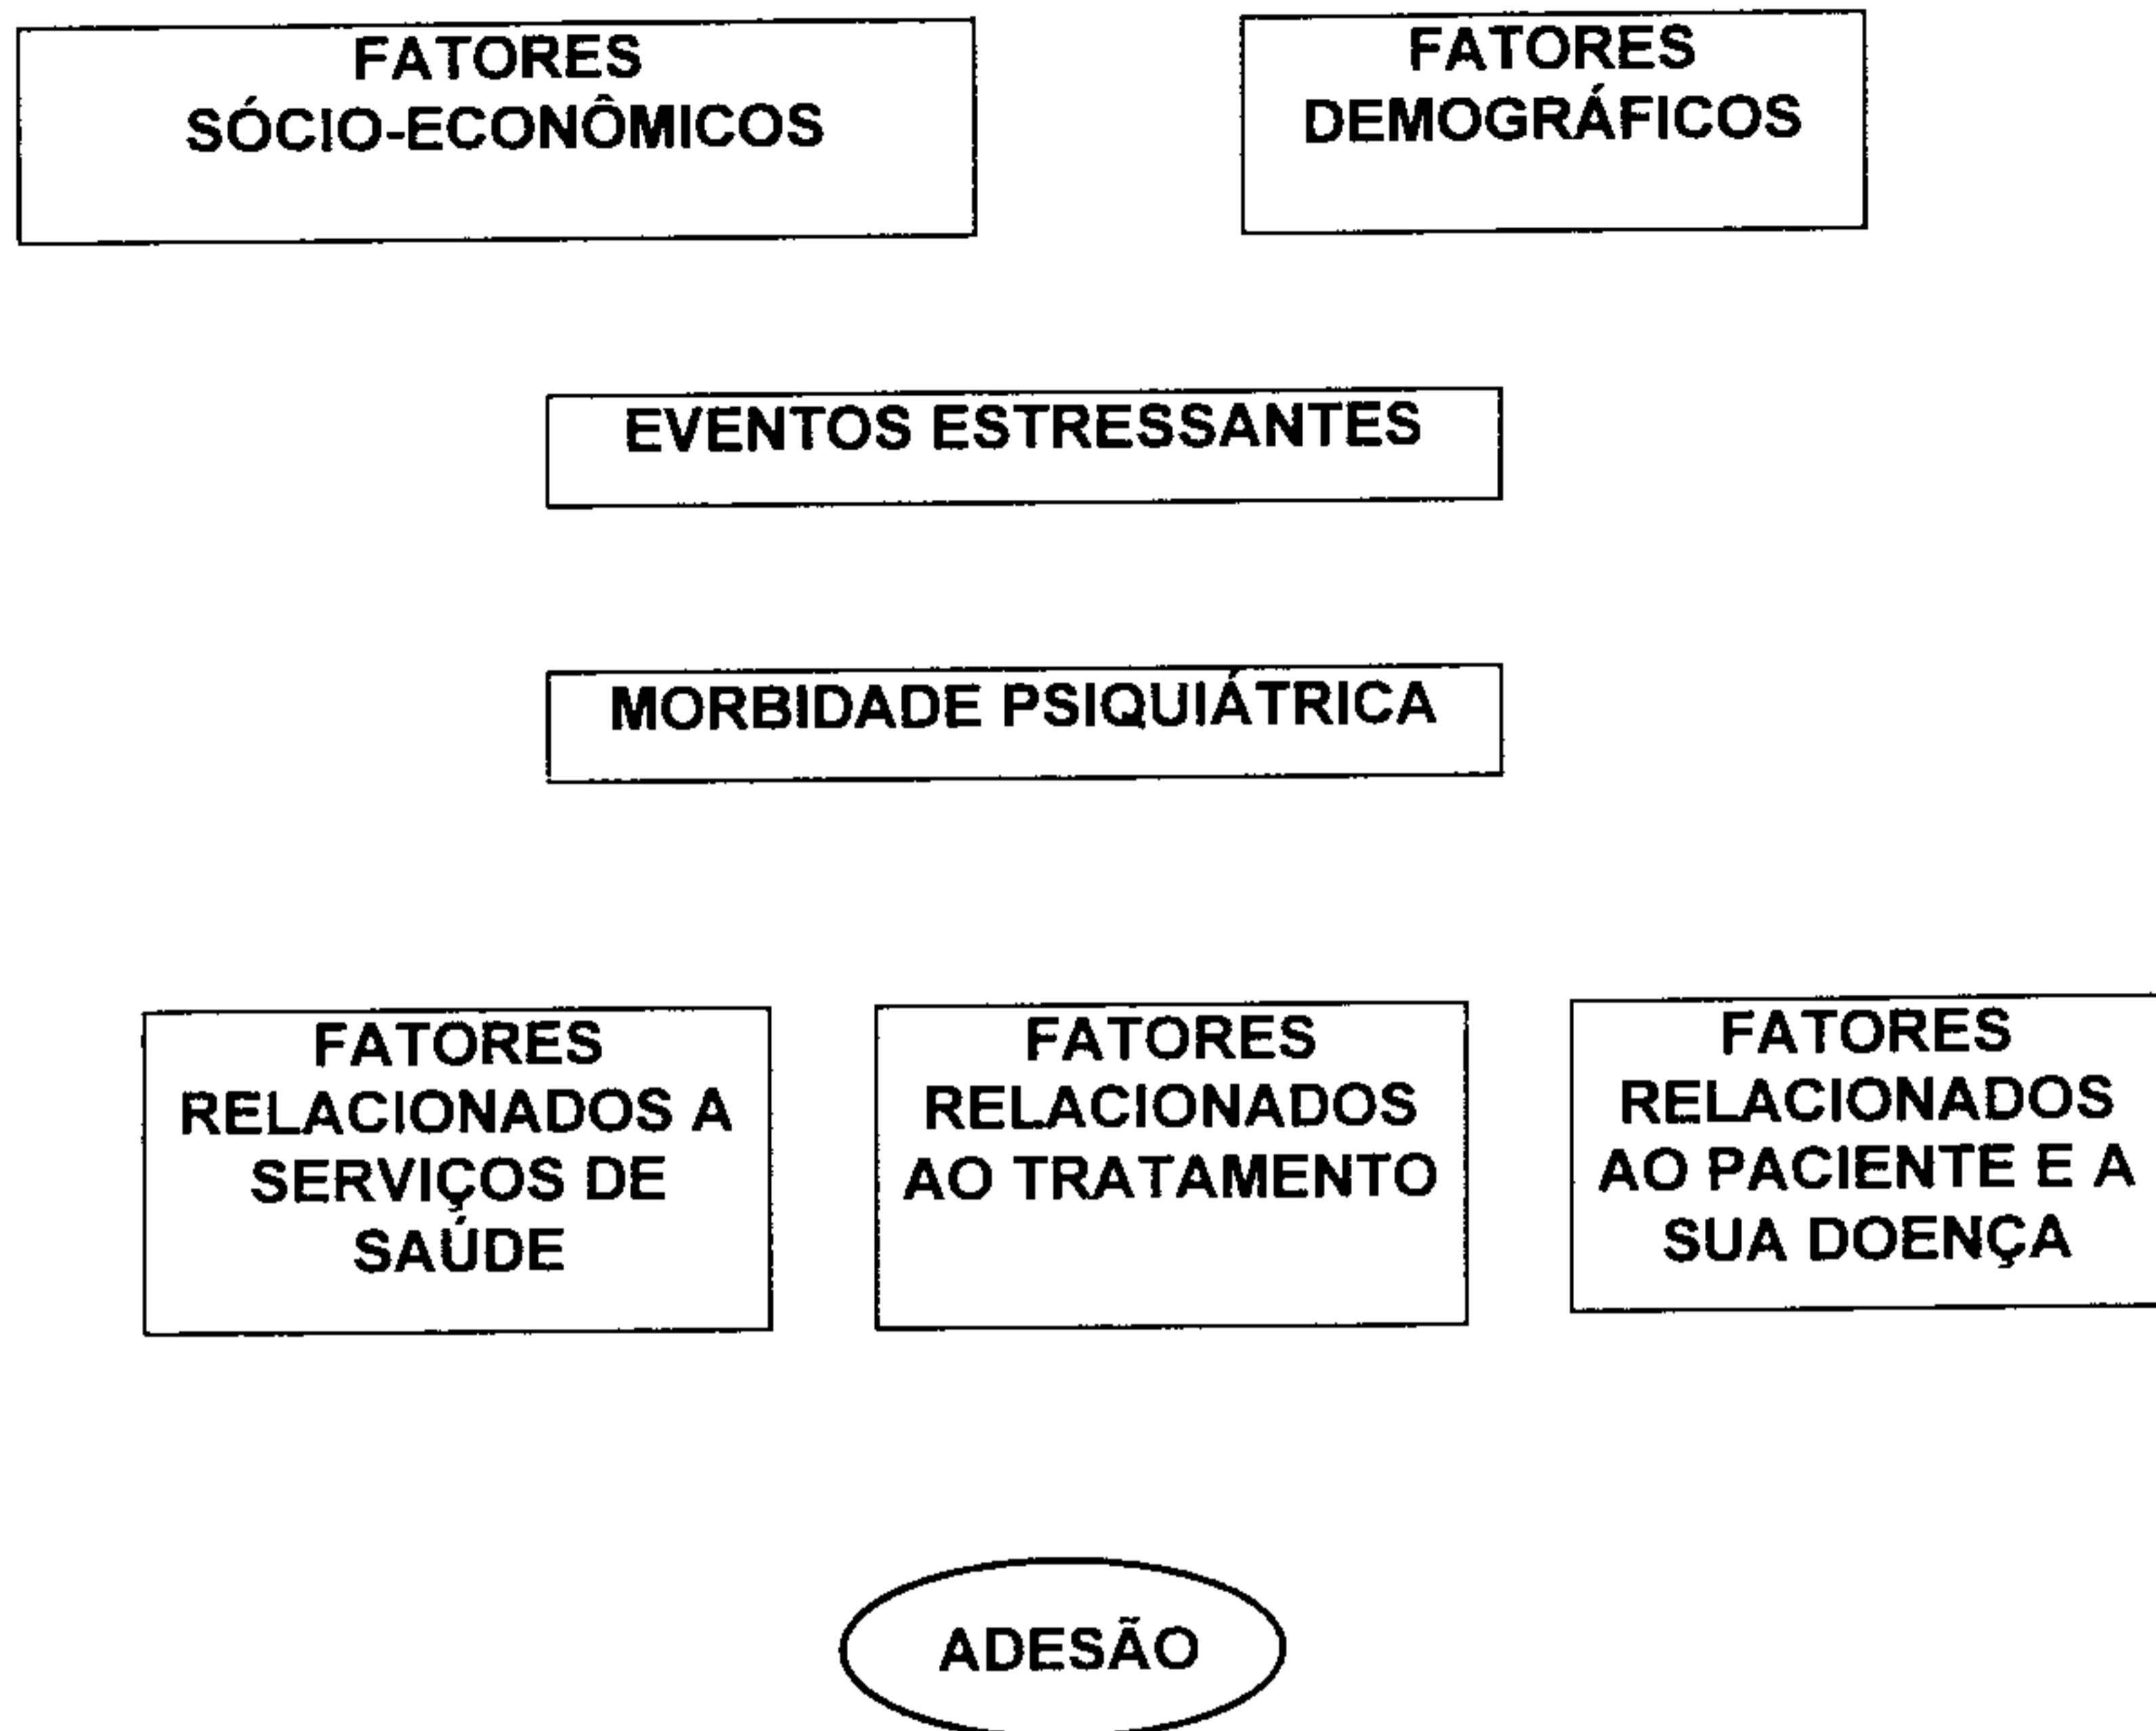 FATORES
SÓCIO-ECONÔMICOS
FATORES
DEMOGRÁFICOS
EVENTOS ESTRESSANTES
MORBIDADE PSIQUIÁTRICA
FATORES
RELACIONADOS A
SERVIÇOS DE
SAÚDE
FATORES
RELACIONADOS
AO TRATAMENTO
FATORES
RELACIONADOS
AO PACIENTE E A
SUA DOENÇA
ADESÃO